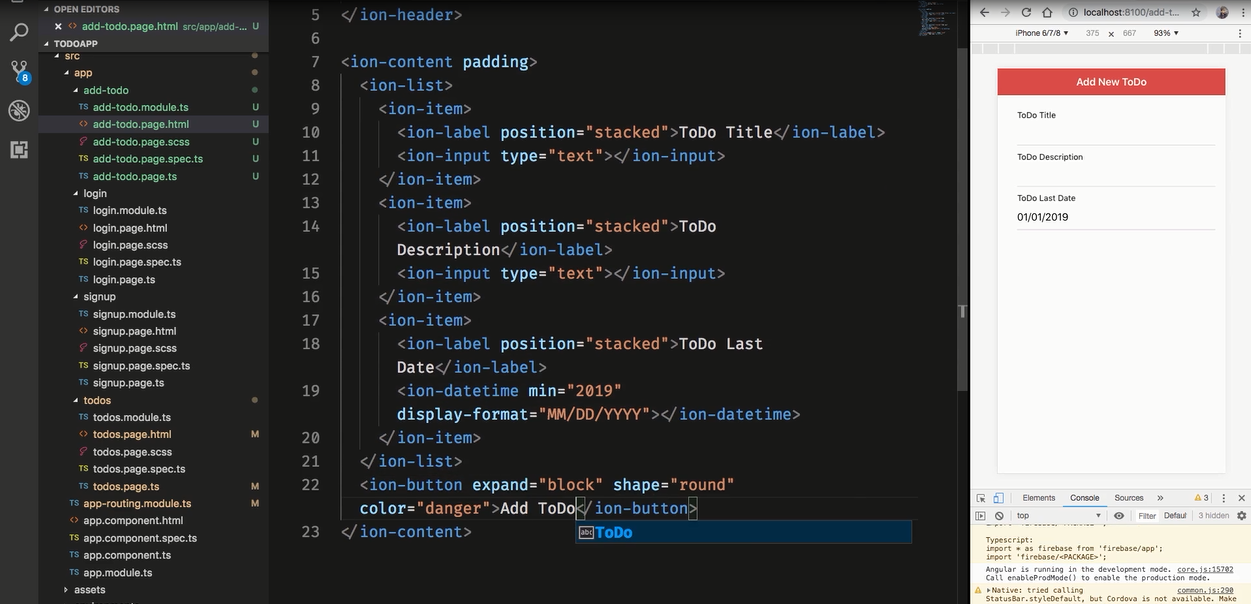 OPEN EDITORS
add-todo.page.html src/app/add-... U
TODOAPP
src
app
add-todo
TS add-todo.module.ts U
<> add-todo.page.html U
add-todo.page.scss U
TS add-todo.page.spec.ts U
TS add-todo.page.ts U
login
TS login.module.ts
<> login.page.html
login.page.scss
TS login.page.spec.ts
TS login.page.ts
signup
TS signup.module.ts
<> signup.page.html
signup.page.scss
TS signup.page.spec.ts
TS signup.page.ts
todos
TS todos.module.ts
<> todos.page.html M
todos.page.scss
TS todos.page.spec.ts
TS todos.page.ts M
TS app-routing.module.ts M
<> app.component.html
TS app.component.spec.ts
TS app.component.ts
TS app.module.ts
assets
8
5 </ion-header>
6
7 <ion-content padding>
8 <ion-list>
9 <ion-item>
10 <ion-label position="stacked">ToDo Title</ion-label>
11 <ion-input type="text"></ion-input>
12 </ion-item>
13 <ion-item>
14 <ion-label position="stacked">ToDo
Description</ion-label>
15 <ion-input type="text"></ion-input>
16 </ion-item>
17 <ion-item>
18 <ion-label position="stacked">ToDo Last
Date</ion-label>
19 <ion-datetime min="2019"
display-format="MM/DD/YYYY"></ion-datetime>
20 </ion-item>
21 </ion-list>
22 <ion-button expand="block" shape="round"
color="danger">Add ToDo</ion-button>
23 </ion-content>
abc ToDo
localhost:8100/add-t...
iPhone 6/7/8 375 x 667 93%
Add New ToDo
ToDo Title
ToDo Description
ToDo Last Date
01/01/2019
Elements Console Sources » 3
top Filter Defaul 3 hidden
Typescript:
import * as firebase from 'firebase/app';
import 'firebase/<PACKAGE>';
Angular is running in the development mode. core.js:15702
Call enableProdMode() to enable the production mode.
Native: tried calling common.js:290
StatusBar.styleDefault, but Cordova is not available. Make